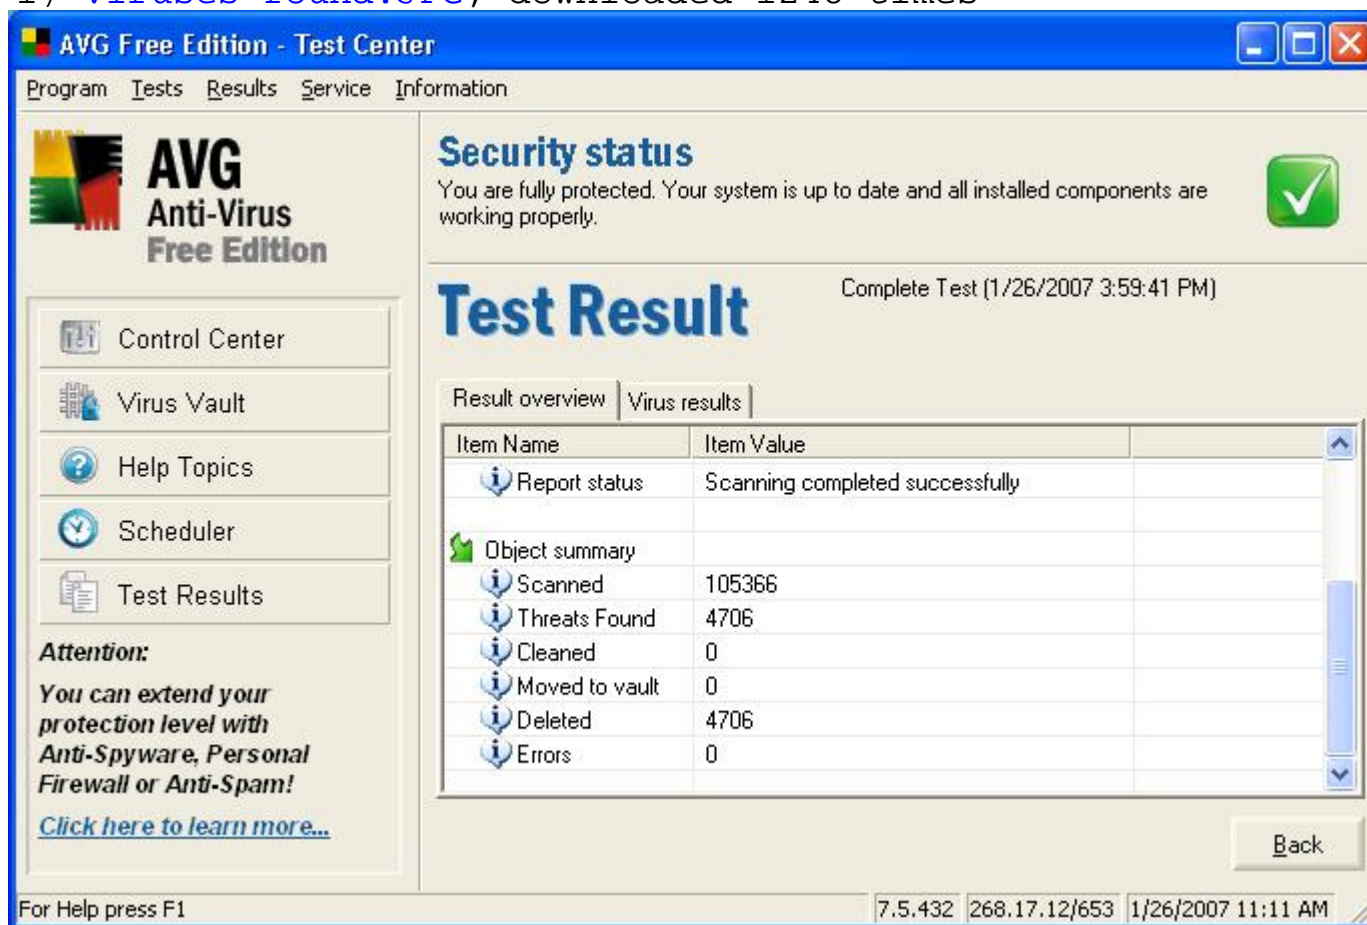 AVG Free Edition - Test Center
Program Tests Results Service Information
AVG
Anti-Virus
Free Edition
Security status
You are fully protected. Your system is up to date and all installed components are
working properly.
Test Result
Complete Test (1/26/2007 3:59:41 PM)
Control Center
Virus Vault
Help Topics
Scheduler
Test Results
Attention:
You can extend your
protection level with
Anti-Spyware, Personal
Firewall or Anti-Spam!
Click here to learn more...
Result overview Virus results
Item Name Item Value
Report status Scanning completed successfully
Object summary
Scanned 105366
Threats Found 4706
Cleaned 0
Moved to vault 0
Deleted 4706
Errors 0
Back
For Help press F1 7.5.432 268.17.12/653 1/26/2007 11:11 AM